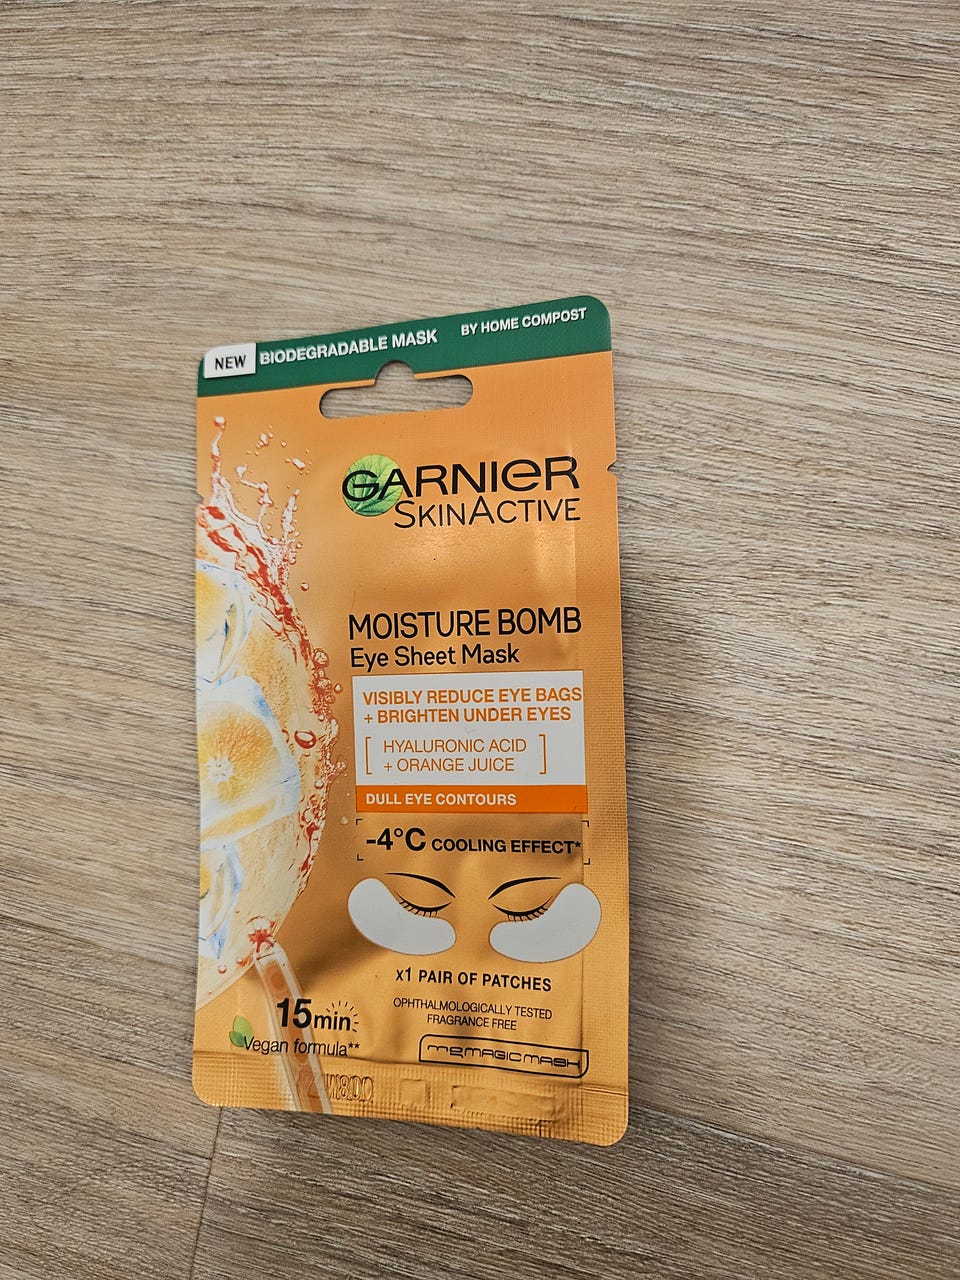 NEW BIODEGRADABLE MASK BY HOME COMPOST
GARNIER
SKINACTIVE
MOISTURE BOMB
Eye Sheet Mask
VISIBLY REDUCE EYE BAGS
+ BRIGHTEN UNDER EYES
[ HYALURONIC ACID
+ ORANGE JUICE ]
DULL EYE CONTOURS
-4°C COOLING EFFECT*
x1 PAIR OF PATCHES
OPHTHALMOLOGICALLY TESTED
FRAGRANCE FREE
15min
Vegan formula**